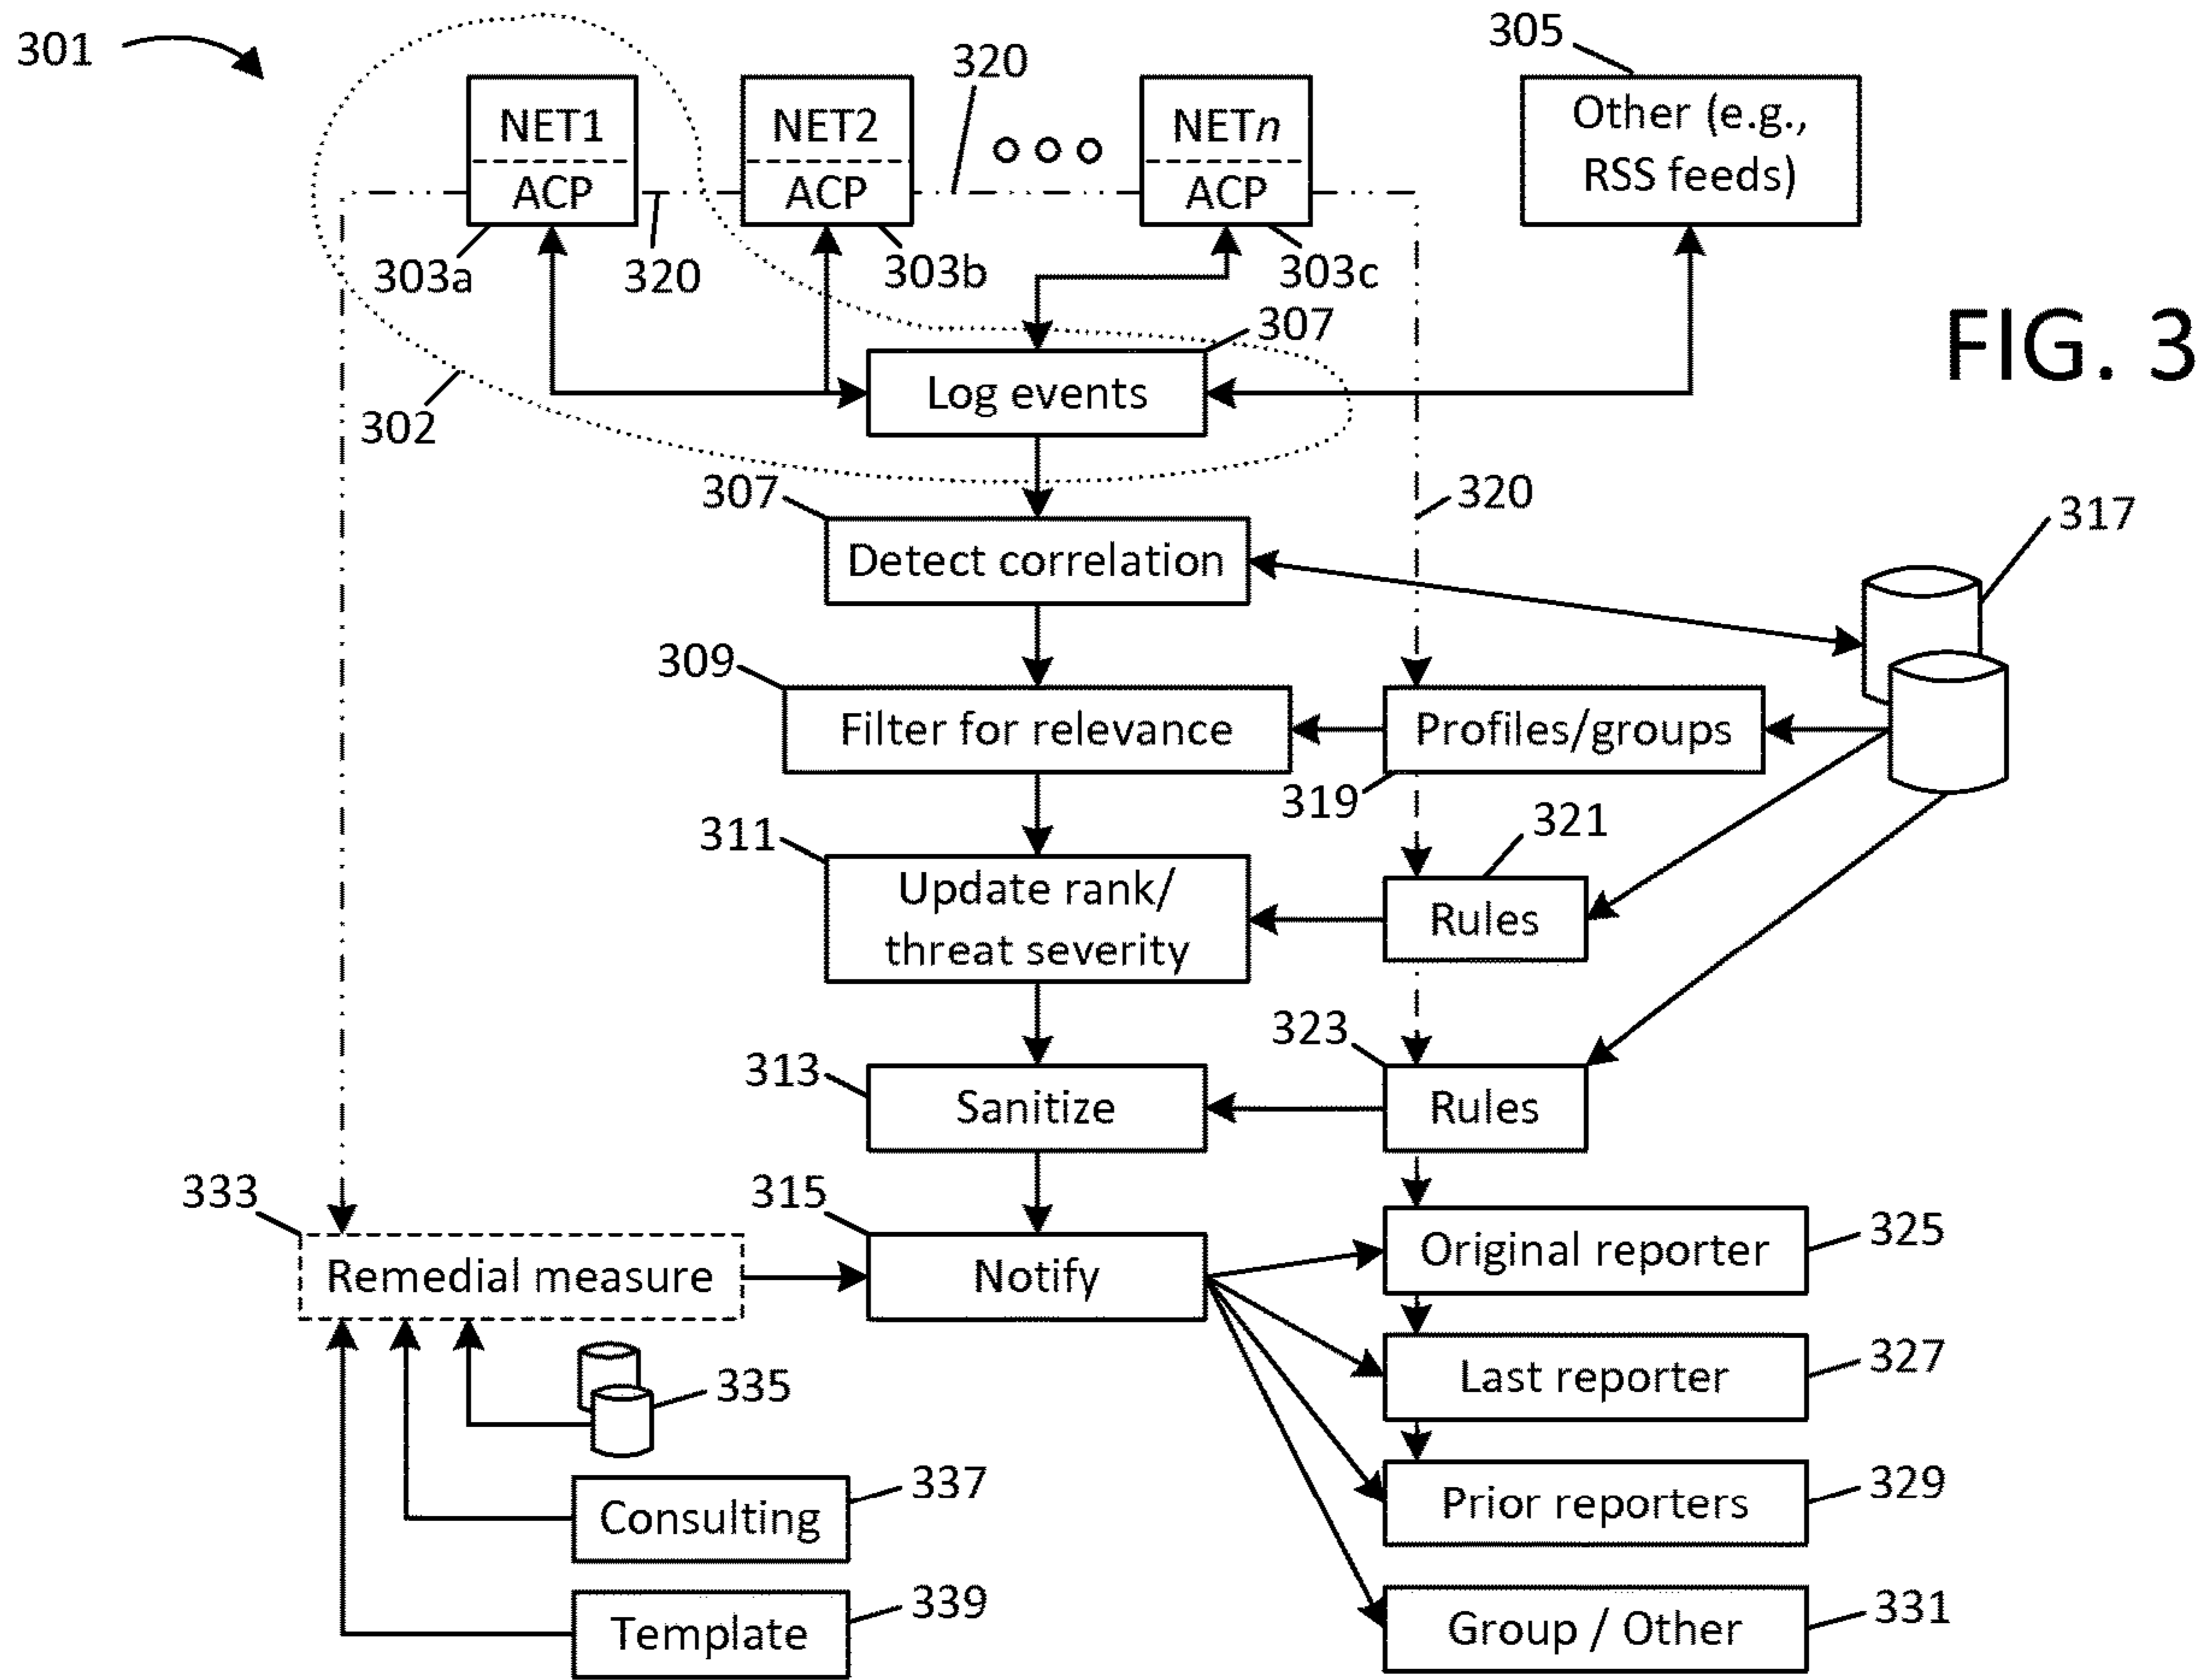 301
320
305
NET1
ACP
NET2
ACP
NETn
ACP
Other (e.g.,
RSS feeds)
303a
320
303b
303c
307
FIG. 3
Log events
302
307
320
317
Detect correlation
309
Filter for relevance
Profiles/groups
319
311
321
Update rank/
threat severity
Rules
323
313
Sanitize
Rules
333
315
325
Remedial measure
Notify
Original reporter
327
Last reporter
335
337
329
Consulting
Prior reporters
339
331
Template
Group / Other